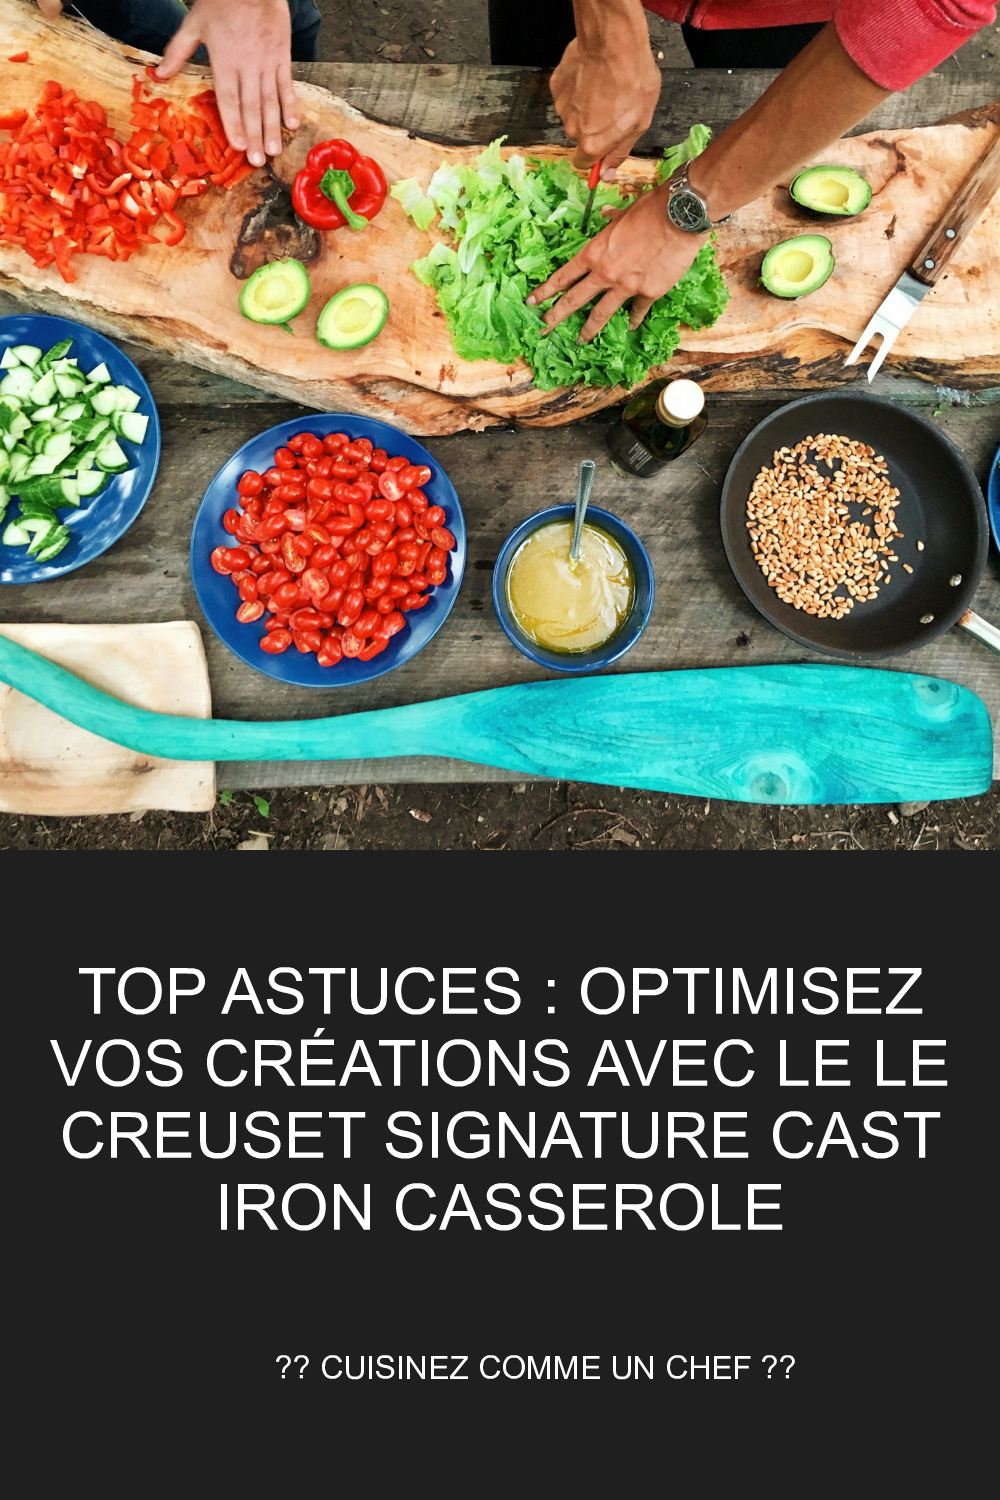 TOP ASTUCES : OPTIMISEZ
VOS CRÉATIONS AVEC LE LE
CREUSET SIGNATURE CAST
IRON CASSEROLE
?? CUISINEZ COMME UN CHEF ??